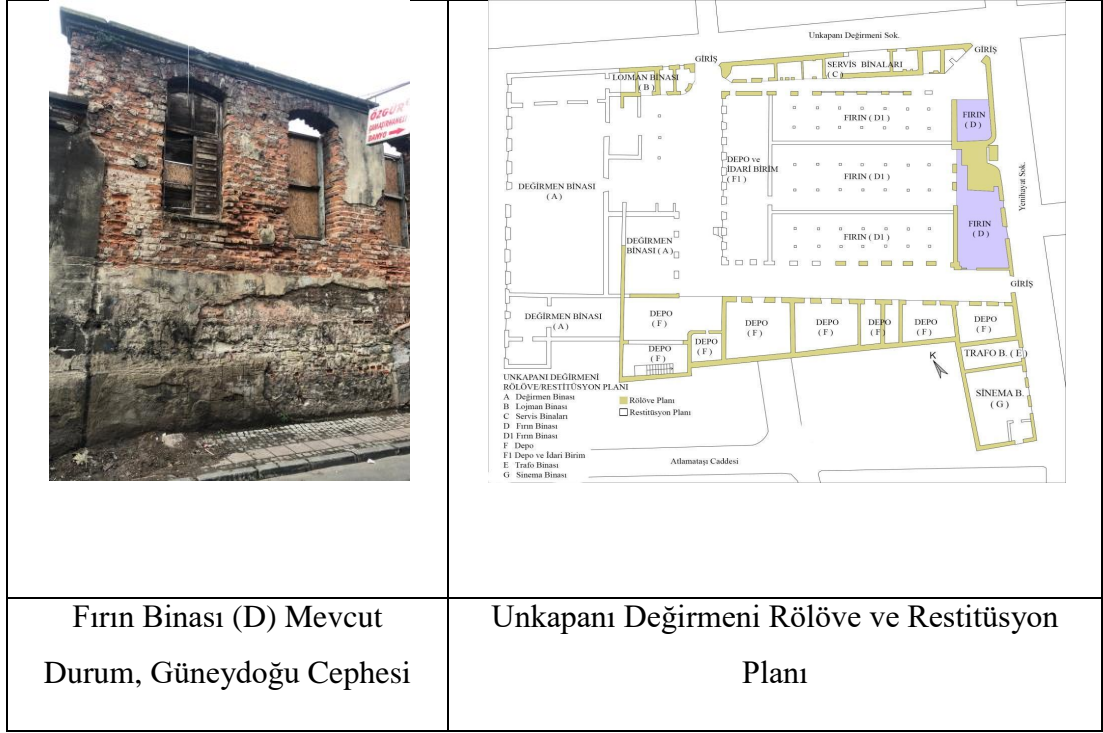 ÖZGÜR
BANYO
Unkapanı Değirmeni Sok.
GİRİŞ
GİRİŞ
LOJMAN BİNASI
( B )
SERVİS BİNALARI
( C )
FIRIN ( D1 )
FIRIN
( D )
DEPO ve
İDARİ BİRİM
( F1 )
DEĞİRMEN BİNASI
( A )
FIRIN ( D1 )
Yenihayat Sok.
FIRIN
( D )
DEĞİRMEN
BİNASI ( A )
FIRIN ( D1 )
GİRİŞ
DEĞİRMEN BİNASI
( A )
DEPO
( F )
DEPO
( F )
DEPO
( F )
DEPO
( F )
DEPO
( F )
DEPO
( F )
DEPO
( F )
DEPO
( F )
TRAFO B. ( E )
K
SİNEMA B.
( G )
UNKAPANI DEĞİRMENİ
RÖLÖVE/RESTİTÜSYON PLANI
A Değirmen Binası
B Lojman Binası
C Servis Binaları
D Fırın Binası
D1 Fırın Binası
F Depo
F1 Depo ve İdari Birim
E Trafo Binası
G Sinema Binası
Rölöve Planı
Restitüsyon Planı
Atlamataşı Caddesi
Fırın Binası (D) Mevcut
Durum, Güneydoğu Cephesi
Unkapanı Değirmeni Rölöve ve Restitüsyon
Planı